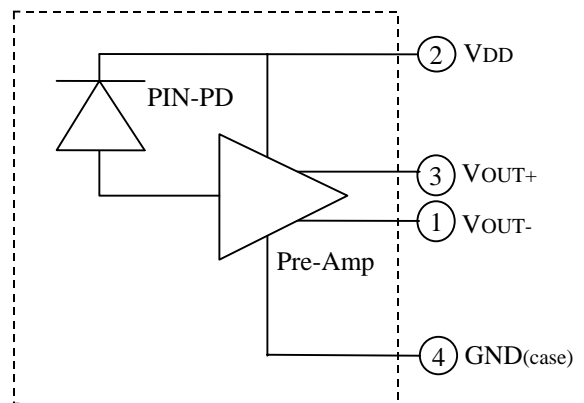 2 VDD
PIN-PD
3 VOUT+
1 VOUT-
Pre-Amp
4 GND(case)